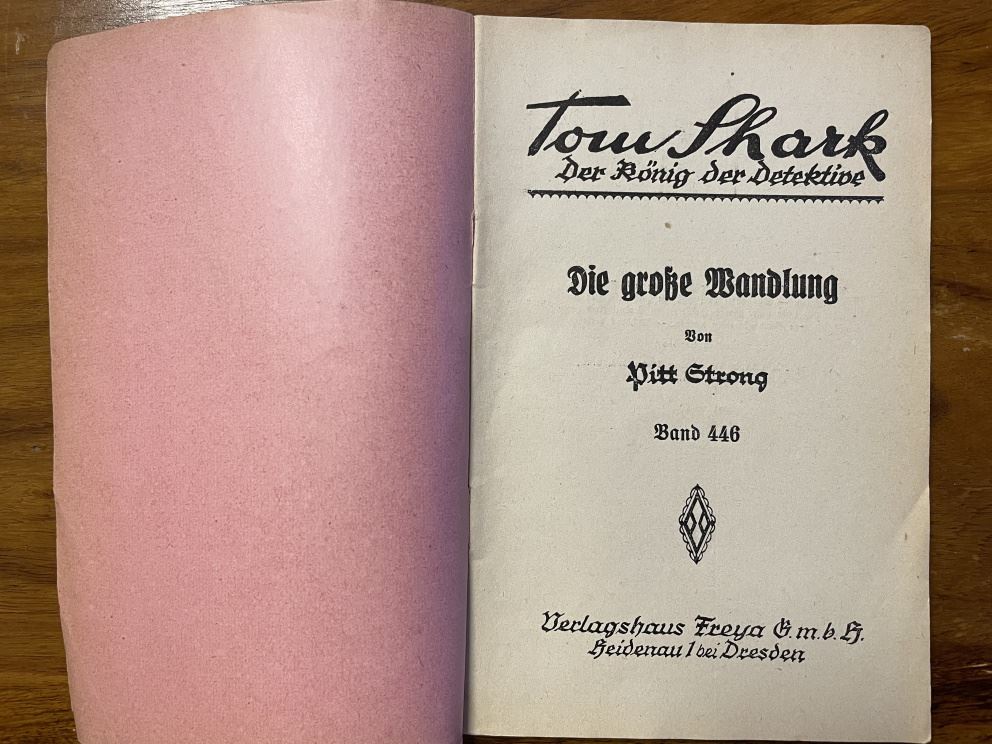 Tom Shark
Der König der Detektive
Die große Wandlung
Von
Pitt Strong
Band 446
Verlagshaus Freya G.m.b.H.
Heidenau 1 bei Dresden